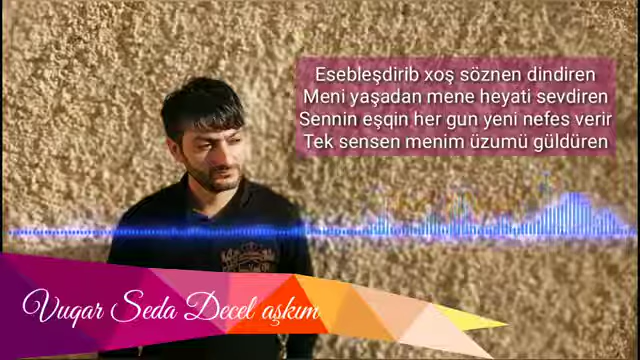 Esebleşdirib xoş söznen dindiren
Meni yaşadan mene heyati sevdiren
Sennin eşqin her gun yeni nefes verir
Tek sensen menim üzumü güldüren
Vuqar Seda Decel aşkım